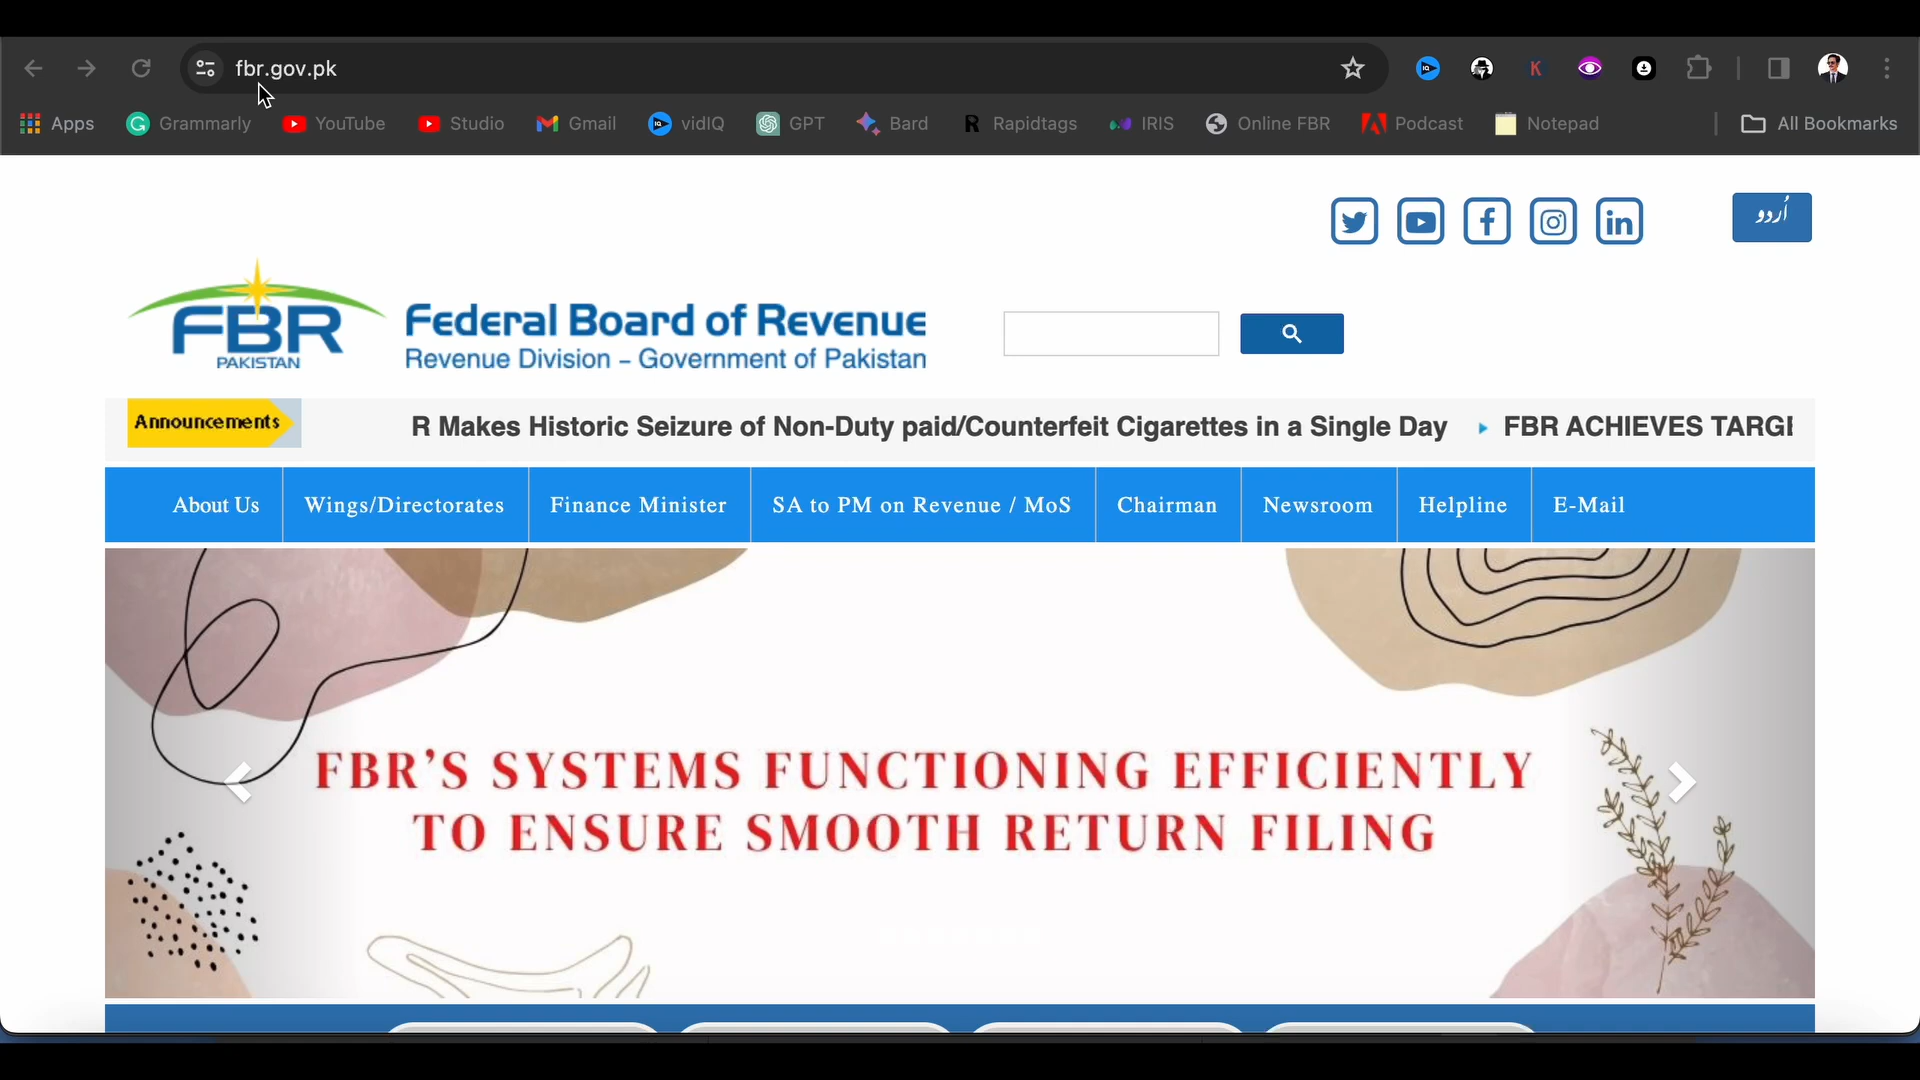 fbr.gov.pk
Apps Grammarly YouTube Studio Gmail vidIQ GPT Bard Rapidtags IRIS Online FBR Podcast Notepad All Bookmarks
اُردو
FBR
PAKISTAN
Federal Board of Revenue
Revenue Division – Government of Pakistan
Announcements
R Makes Historic Seizure of Non-Duty paid/Counterfeit Cigarettes in a Single Day FBR ACHIEVES TARGE
About Us Wings/Directorates Finance Minister SA to PM on Revenue / MoS Chairman Newsroom Helpline E-Mail
FBR’S SYSTEMS FUNCTIONING EFFICIENTLY
TO ENSURE SMOOTH RETURN FILING